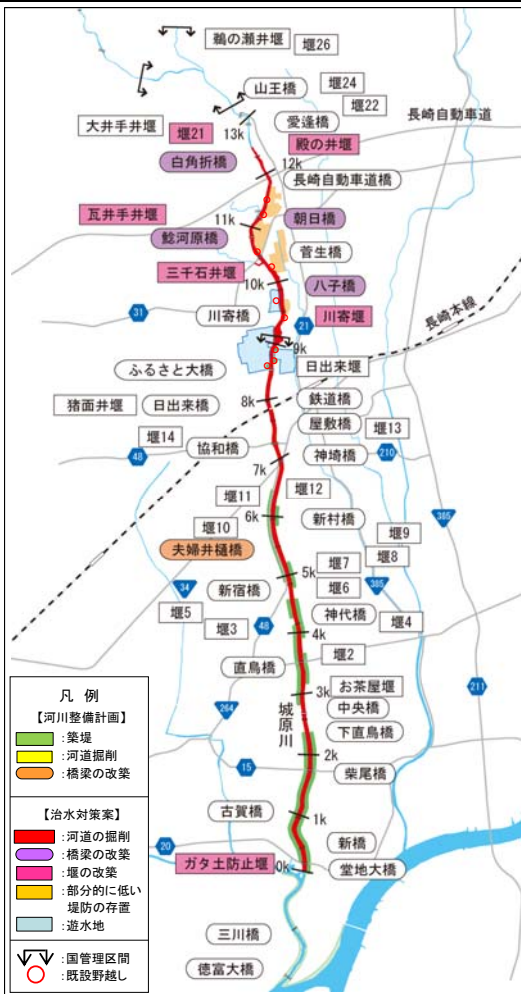 鵜の瀬井堰
堰26
山王橋
堰24
堰22
大井手井堰
堰21
13k
愛逢橋
長崎自動車道
殿の井堰
白角折橋
12k
長崎自動車道橋
瓦井手井堰
11k
朝日橋
鯰河原橋
菅生橋
三千石井堰
10k
八子橋
31
川寄橋
21
川寄堰
長崎本線
9k
日出来堰
ふるさと大橋
猪面井堰
日出来橋
8k
鉄道橋
屋敷橋
堰14
堰13
48
協和橋
7k
神埼橋
210
堰11
堰12
385
6k
新村橋
堰10
堰9
夫婦井樋橋
堰7
堰8
34
5k
新宿橋
堰6
385
堰5
神代橋
堰3
48
4k
堰4
直鳥橋
堰2
3k
お茶屋堰
211
264
城原川
中央橋
下直鳥橋
2k
15
柴尾橋
古賀橋
1k
20
新橋
ガタ土防止堰
0k
堂地大橋
三川橋
徳富大橋
凡 例
【河川整備計画】
:築堤
:河道掘削
:橋梁の改築
【治水対策案】
:河道の掘削
:橋梁の改築
:堰の改築
:部分的に低い
堤防の存置
:遊水地
:国管理区間
:既設野越し